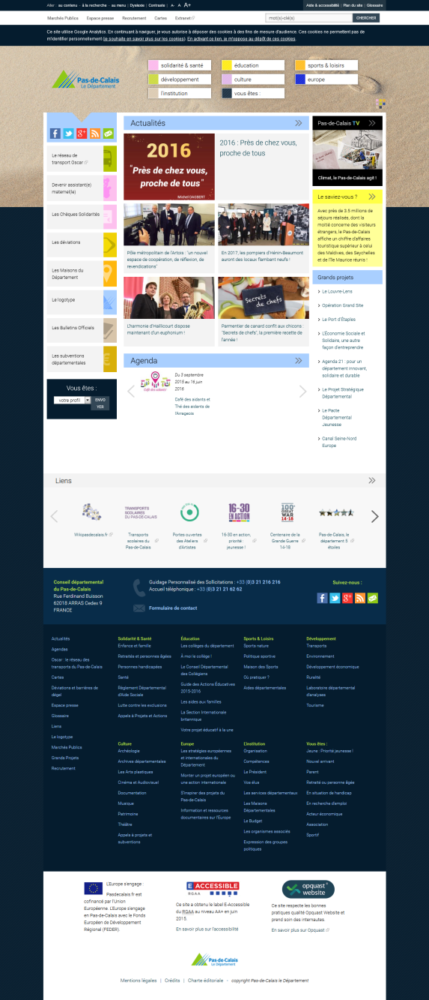 Aller : au contenu - à la recherche - au menu | Dyslexie | Contraste | A- A A+
Aide & accessibilité | Plan du site | Glossaire
Marchés Publics Espace presse Recrutement Cartes Extranet
mot(s)-clé(s) CHERCHER
Ce site utilise Google Analytics. En continuant à naviguer, je vous autorise à déposer des cookies à des fins de mesure d'audience. Ces cookies ne permettent pas de
m'identifier personnellement (je souhaite en savoir plus sur les cookies). En activant ce lien, je m'oppose au dépôt de ces cookies.
Pas-de-Calais
Le Département
solidarité & santé éducation sports & loisirs
développement culture europe
l'institution vous êtes :
Le réseau de
transport Oscar
Devenir assistant(e)
maternel(le)
Les Chèques Solidarités
Les déviations
Les Maisons du
Département
Le logotype
Les Bulletins Officiels
Les subventions
départementales
Vous êtes :
votre profil
ENVO
YER
Actualités
2016
"Près de chez vous,
proche de tous "
Michel DAGBERT
2016 : Près de chez vous,
proche de tous
Pôle métropolitain de l'Artois : "un nouvel
espace de coopération, de réflexion, de
revendications"
En 2017, les pompiers d'Hénin-Beaumont
auront des locaux flambant neufs !
Secrets de chefs
L'harmonie d'Haillicourt dispose
maintenant d'un euphonium !
Parmentier de canard confit aux chicons :
"Secrets de chefs", la première recette de
l'année !
Agenda
Café des aidants
Du 3 septembre
2015 au 16 juin
2016
Café des aidants et
Thé des aidants de
l'Arrageois
Pas-de-Calais TV
Climat, le Pas-de-Calais agit !
Le saviez-vous ?
Avec près de 3.5 millions de
séjours réalisés, dont la
moitié concerne des visiteurs
étrangers, le Pas-de-Calais
affiche un chiffre d'affaires
touristique supérieur à celui
des Maldives, des Seychelles
et de l'île Maurice réunis !
Grands projets
Le Louvre-Lens
Opération Grand Site
Le Port d'Étaples
L'Économie Sociale et
Solidaire, une autre
façon d'entreprendre
Agenda 21 : pour un
département innovant,
solidaire et durable
Le Projet Stratégique
Départemental
Le Pacte
Départemental
Jeunesse
Canal Seine-Nord
Europe
Liens
Wikipasdecalais.fr
TRANSPORTS
SCOLAIRES
DU PAS-DE-CALAIS
Transports
scolaires du
Pas-de-Calais
Portes ouvertes
des Ateliers
d'Artistes
16-30
EN ACTION
16-30 en action,
priorité :
jeunesse !
100
GREAT
WAR
14-18
Centenaire de la
Grande Guerre
14-18
Pas-de-Calais, le
département 5
étoiles
Conseil départemental
du Pas-de-Calais
Rue Ferdinand Buisson
62018 ARRAS Cedex 9
FRANCE
Guidage Personnalisé des Sollicitations : +33 (0)3 21 216 216
Accueil téléphonique : +33 (0)3 21 21 62 62
Formulaire de contact
Suivez-nous :
Actualités
Agendas
Oscar : le réseau des
transports du Pas-de-Calais
Cartes
Déviations et barrières de
dégel
Espace presse
Glossaire
Liens
Le logotype
Marchés Publics
Grands Projets
Recrutement
Solidarité & Santé
Enfance et famille
Retraités et personnes âgées
Personnes handicapées
Santé
Règlement Départemental
d'Aide Sociale
Lutte contre les exclusions
Appels à Projets et Actions
Éducation
Les collèges du département
À moi le collège !
Le Conseil Départemental
des Collégiens
Guide des Actions Éducatives
2015-2016
Les aides aux familles
La Section Internationale
britannique
Votre projet éducatif à la une
Sports & Loisirs
Sports nature
Politique sportive
Maison des Sports
Où pratiquer ?
Aides départementales
Développement
Transports
Environnement
Développement économique
Ruralité
Laboratoire départemental
d'analyses
Tourisme
Culture
Archéologie
Archives départementales
Les Arts plastiques
Cinéma et Audiovisuel
Documentation
Musique
Patrimoine
Théâtre
Appels à projets et
subventions
Europe
Les stratégies européennes
et internationales du
Département
Monter un projet européen ou
une action internationale
S'inspirer des projets du
Pas-de-Calais
Information et ressources
documentaires sur l'Europe
L'institution
Organisation
Compétences
Le Président
Vos élus
Les services départementaux
Les Maisons
Départementales
Le Budget
Les organismes associés
Expression des groupes
politiques
Vous êtes :
Jeune : Priorité jeunesse !
Nouvel arrivant
Parent
Retraité ou personne âgée
En situation de handicap
En recherche d'emploi
Acteur économique
Association
Sportif
L'Europe s'engage :
Pasdecalais.fr est
cofinancé par l'Union
Européenne. L'Europe s'engage
en Pas-de-Calais avec le Fonds
Européen de Développement
Régional (FEDER).
E ACCESSIBLE
RGAA
Ce site a obtenu le label E-Accessible
du RGAA au niveau AA+ en juin
2015.
En savoir plus sur l'accessibilité
opquast
website
Ce site respecte les bonnes
pratiques qualité Opquast Website et
prend soin des internautes.
En savoir plus sur Opquast
Pas-de-Calais
Le Département
Mentions légales | Crédits | Charte éditoriale - copyright Pas-de-Calais le Département